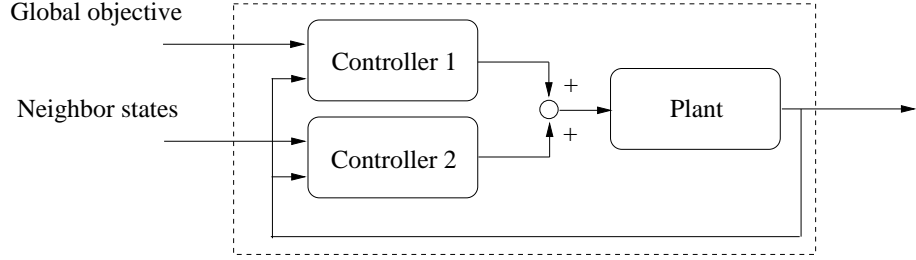 Global objective
Controller 1
+
Plant
Neighbor states
+
Controller 2